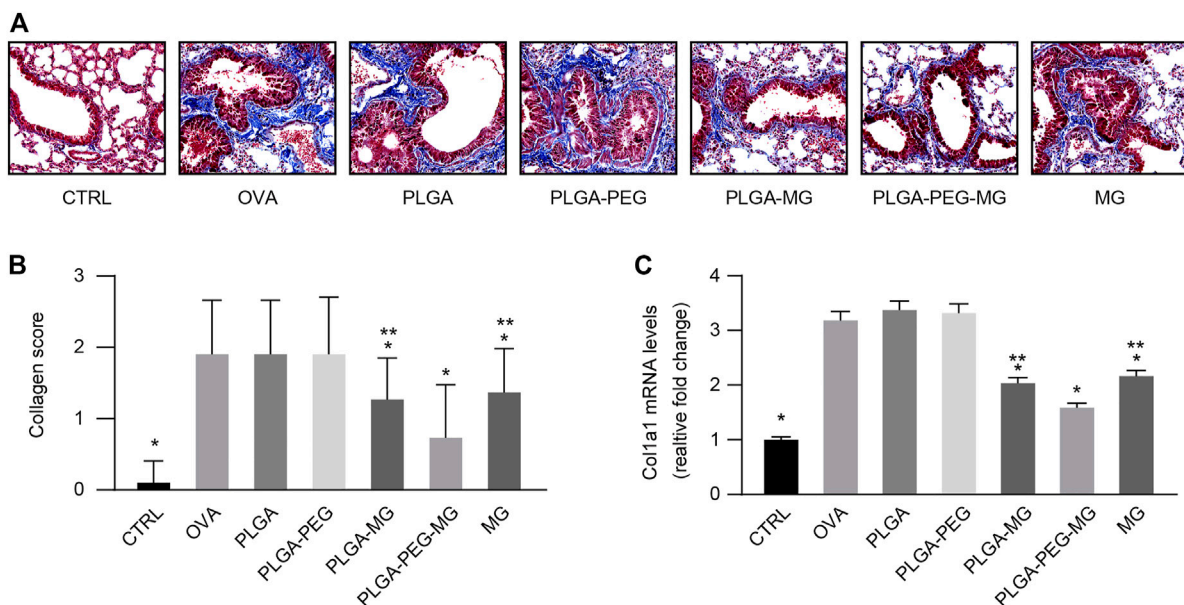 A
CTRL
OVA
PLGA
PLGA-PEG
PLGA-MG
PLGA-PEG-MG
MG
B
Collagen score
3
2
1
0
*
**
*
*
**
*
CTRL
OVA
PLGA
PLGA-PEG
PLGA-MG
PLGA-PEG-MG
MG
C
Col1a1 mRNA levels
(realtive fold change)
4
3
2
1
0
*
**
*
*
**
*
CTRL
OVA
PLGA
PLGA-PEG
PLGA-MG
PLGA-PEG-MG
MG